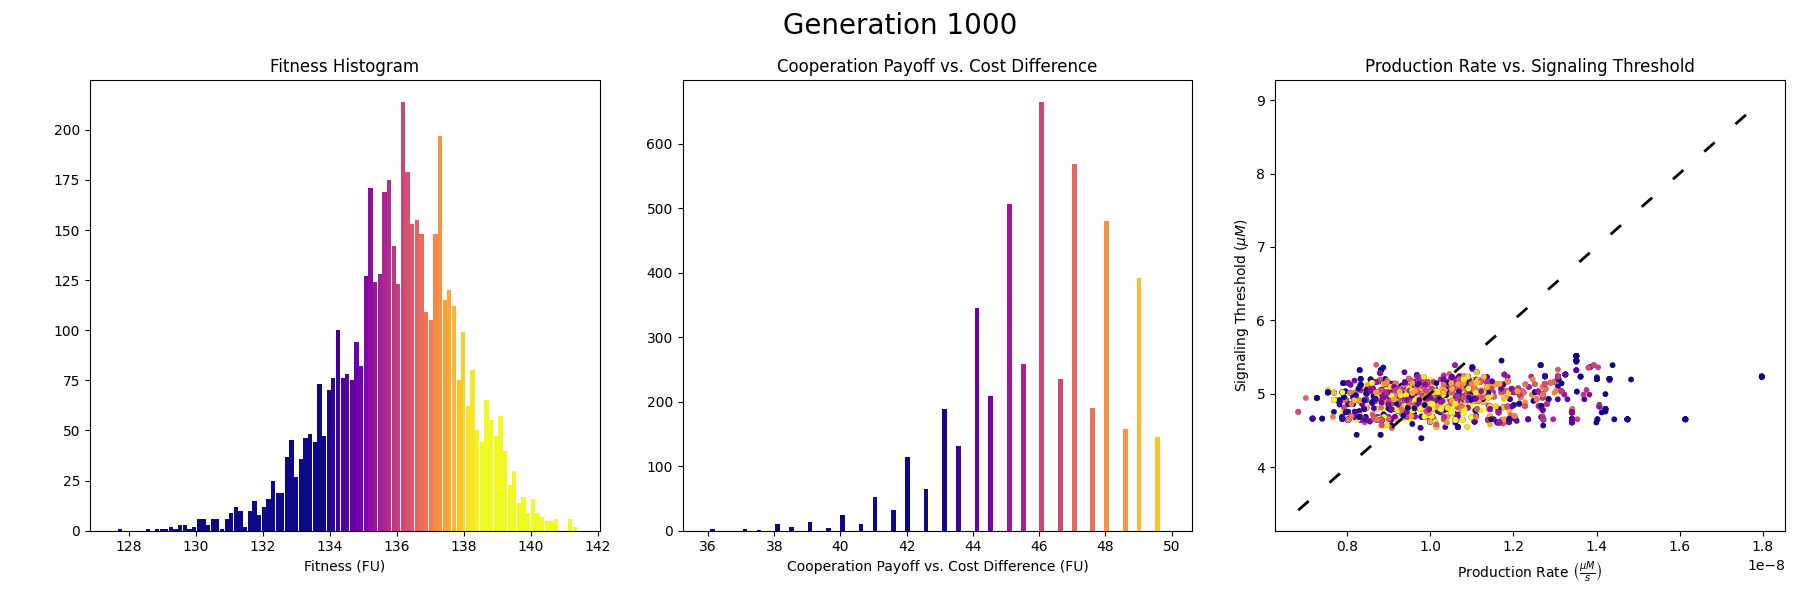 Generation 1000
Fitness Histogram
200
175
150
125
100
75
50
25
0
128 130 132 134 136 138 140 142
Fitness (FU)
Cooperation Payoff vs. Cost Difference
600
500
400
300
200
100
0
36 38 40 42 44 46 48 50
Cooperation Payoff vs. Cost Difference (FU)
Production Rate vs. Signaling Threshold
Signaling Threshold (μM)
9
8
7
6
5
4
0.8 1.0 1.2 1.4 1.6 1.8
1e−8
Production Rate (μM/s)